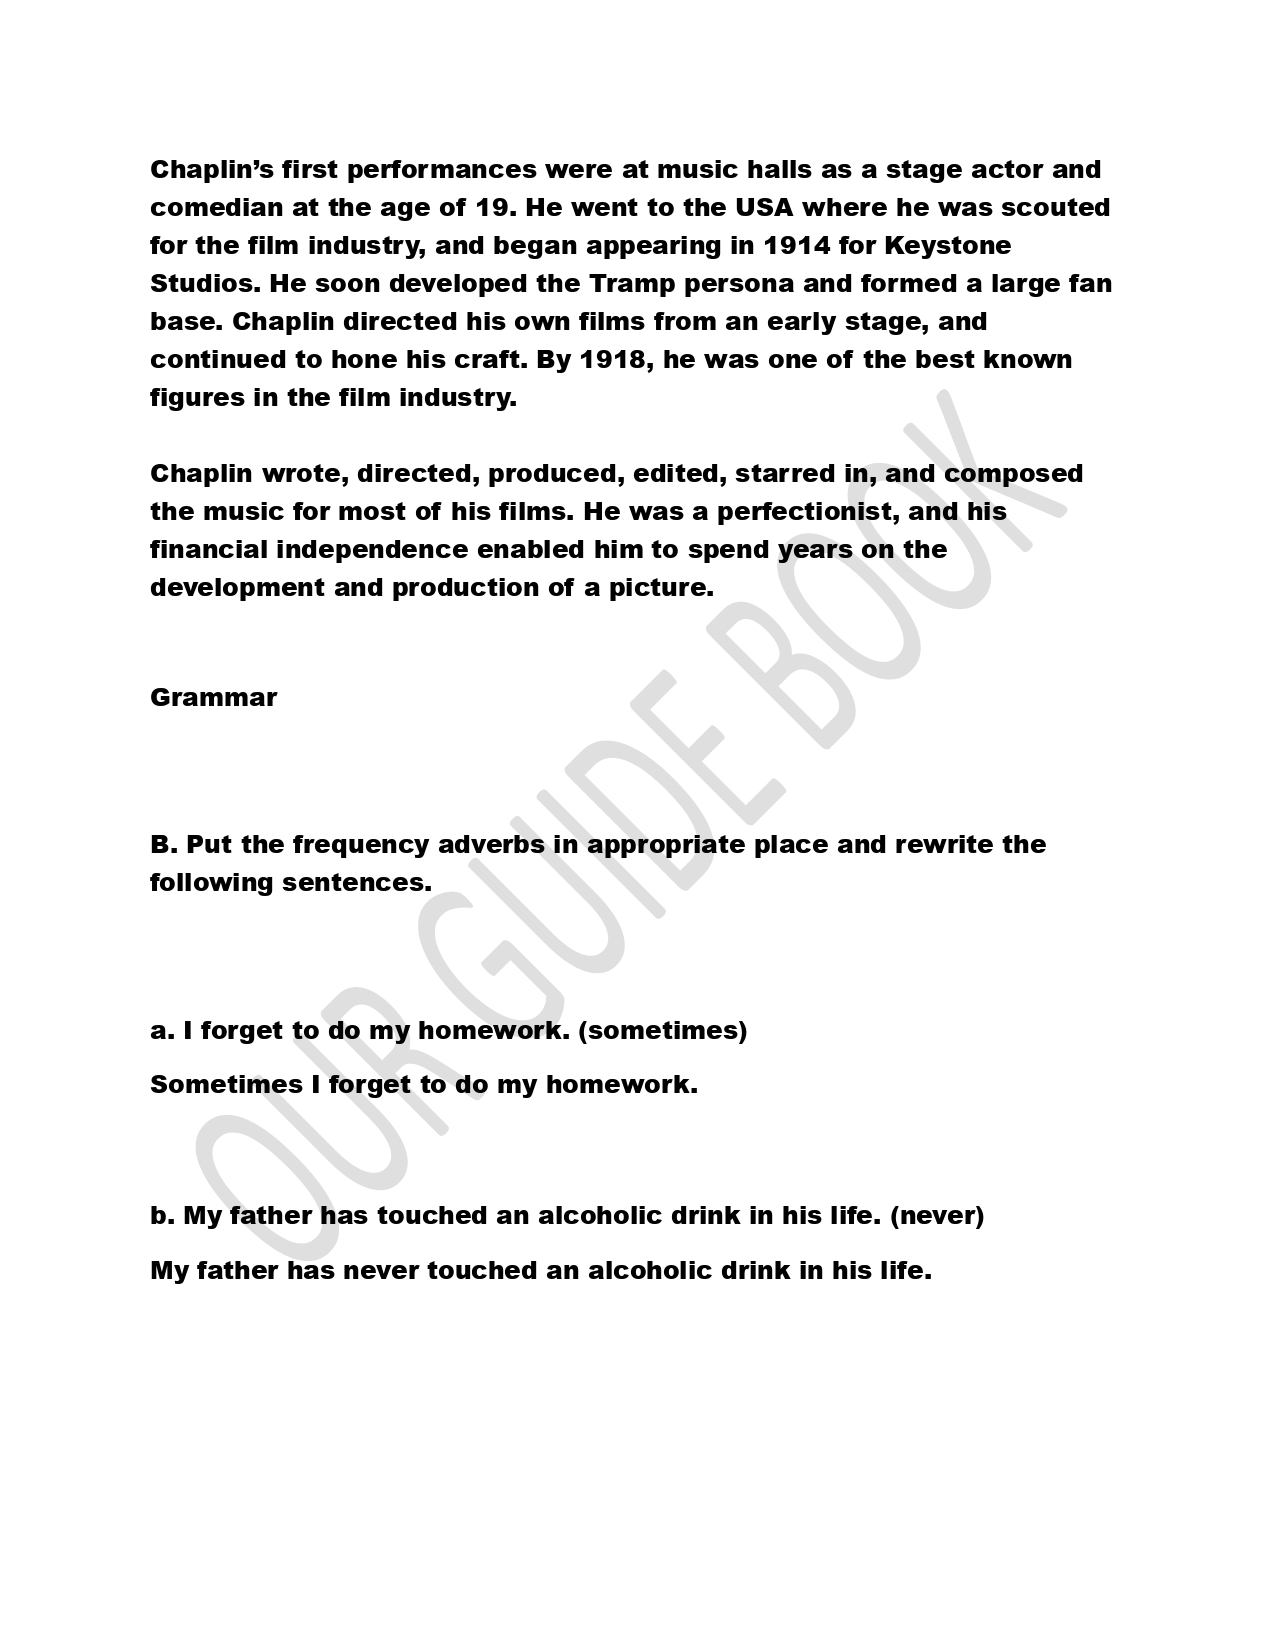 Chaplin’s first performances were at music halls as a stage actor and
comedian at the age of 19. He went to the USA where he was scouted
for the film industry, and began appearing in 1914 for Keystone
Studios. He soon developed the Tramp persona and formed a large fan
base. Chaplin directed his own films from an early stage, and
continued to hone his craft. By 1918, he was one of the best known
figures in the film industry.
Chaplin wrote, directed, produced, edited, starred in, and composed
the music for most of his films. He was a perfectionist, and his
financial independence enabled him to spend years on the
development and production of a picture.
Grammar
B. Put the frequency adverbs in appropriate place and rewrite the
following sentences.
a. I forget to do my homework. (sometimes)
Sometimes I forget to do my homework.
b. My father has touched an alcoholic drink in his life. (never)
My father has never touched an alcoholic drink in his life.
OUR GUIDE BOOK